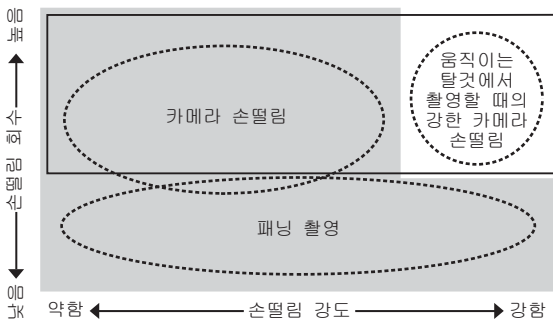 높음
손떨림 회수
낮음
카메라 손떨림
움직이는
탈것에서
촬영할 때의
강한 카메라
손떨림
패닝 촬영
약함
손떨림 강도
강함